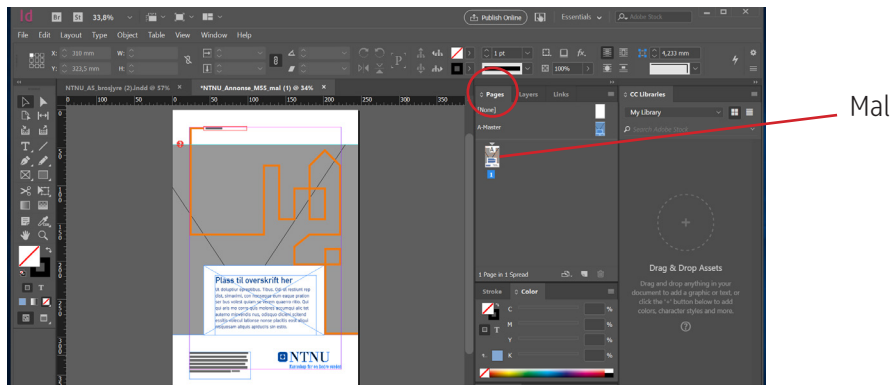 Id Br St 33,8% Publish Online Essentials Adobe Stock
File Edit Layout Type Object Table View Window Help
X: 310 mm W: 1 pt 4,233 mm
Y: 323,5 mm H: 100%
NTNU_A5_brosjyre (2).indd @ 57% × *NTNU_Annonse_M55_mal (1) @ 34% ×
0 100 50 0 50 100 150 200 250 300 350
Pages Layers Links
[None]
A-Master
A
1
1 Page in 1 Spread
Stroke Color
C %
M %
Y %
K %
CC Libraries
My Library
Search Adobe Stock
Drag & Drop Assets
Drag and drop anything in your
document to add a graphic or text, or
click the '+' button below to add
colors, character styles and more.
Mal
Plass til overskrift her
NTNU